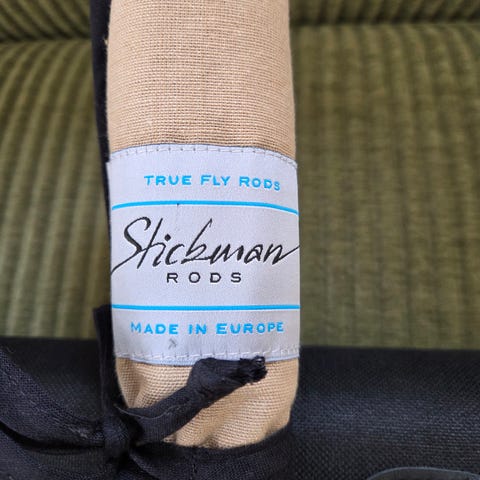 TRUE FLY RODS
Stickman
RODS
MADE IN EUROPE